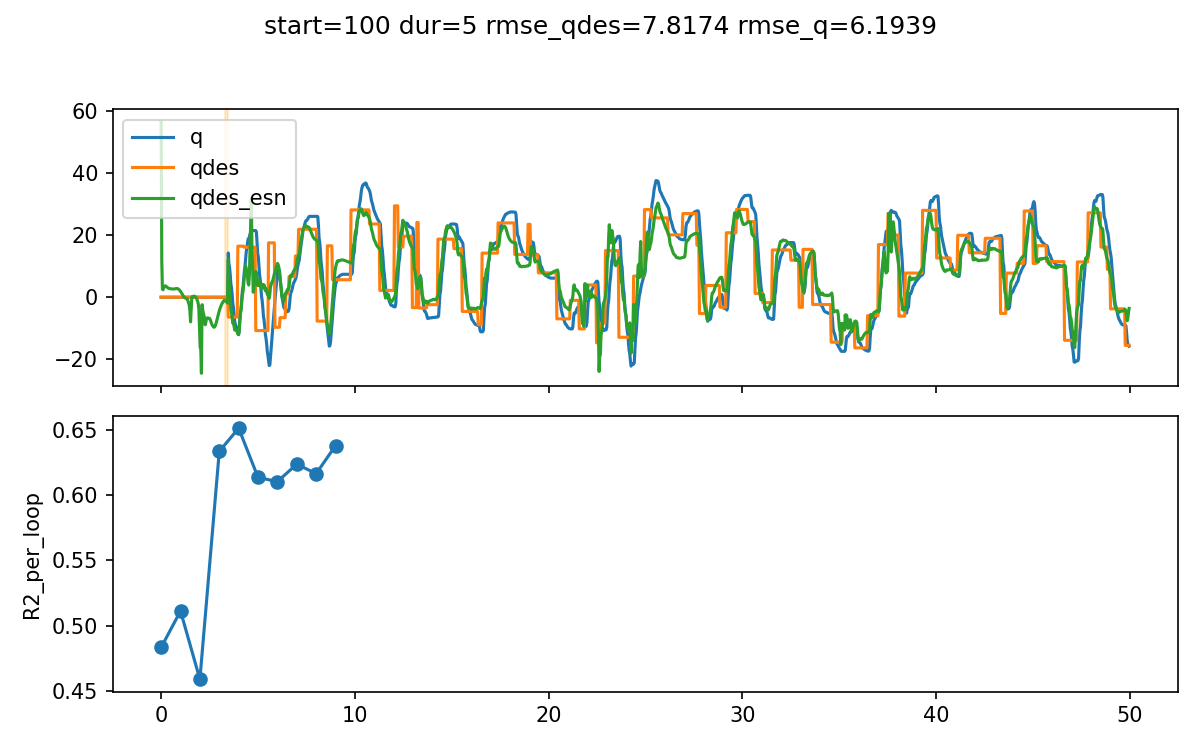 start=100 dur=5 rmse_qdes=7.8174 rmse_q=6.1939
60
40
20
0
−20
q
qdes
qdes_esn
0.65
0.60
0.55
0.50
0.45
R2_per_loop
0 10 20 30 40 50